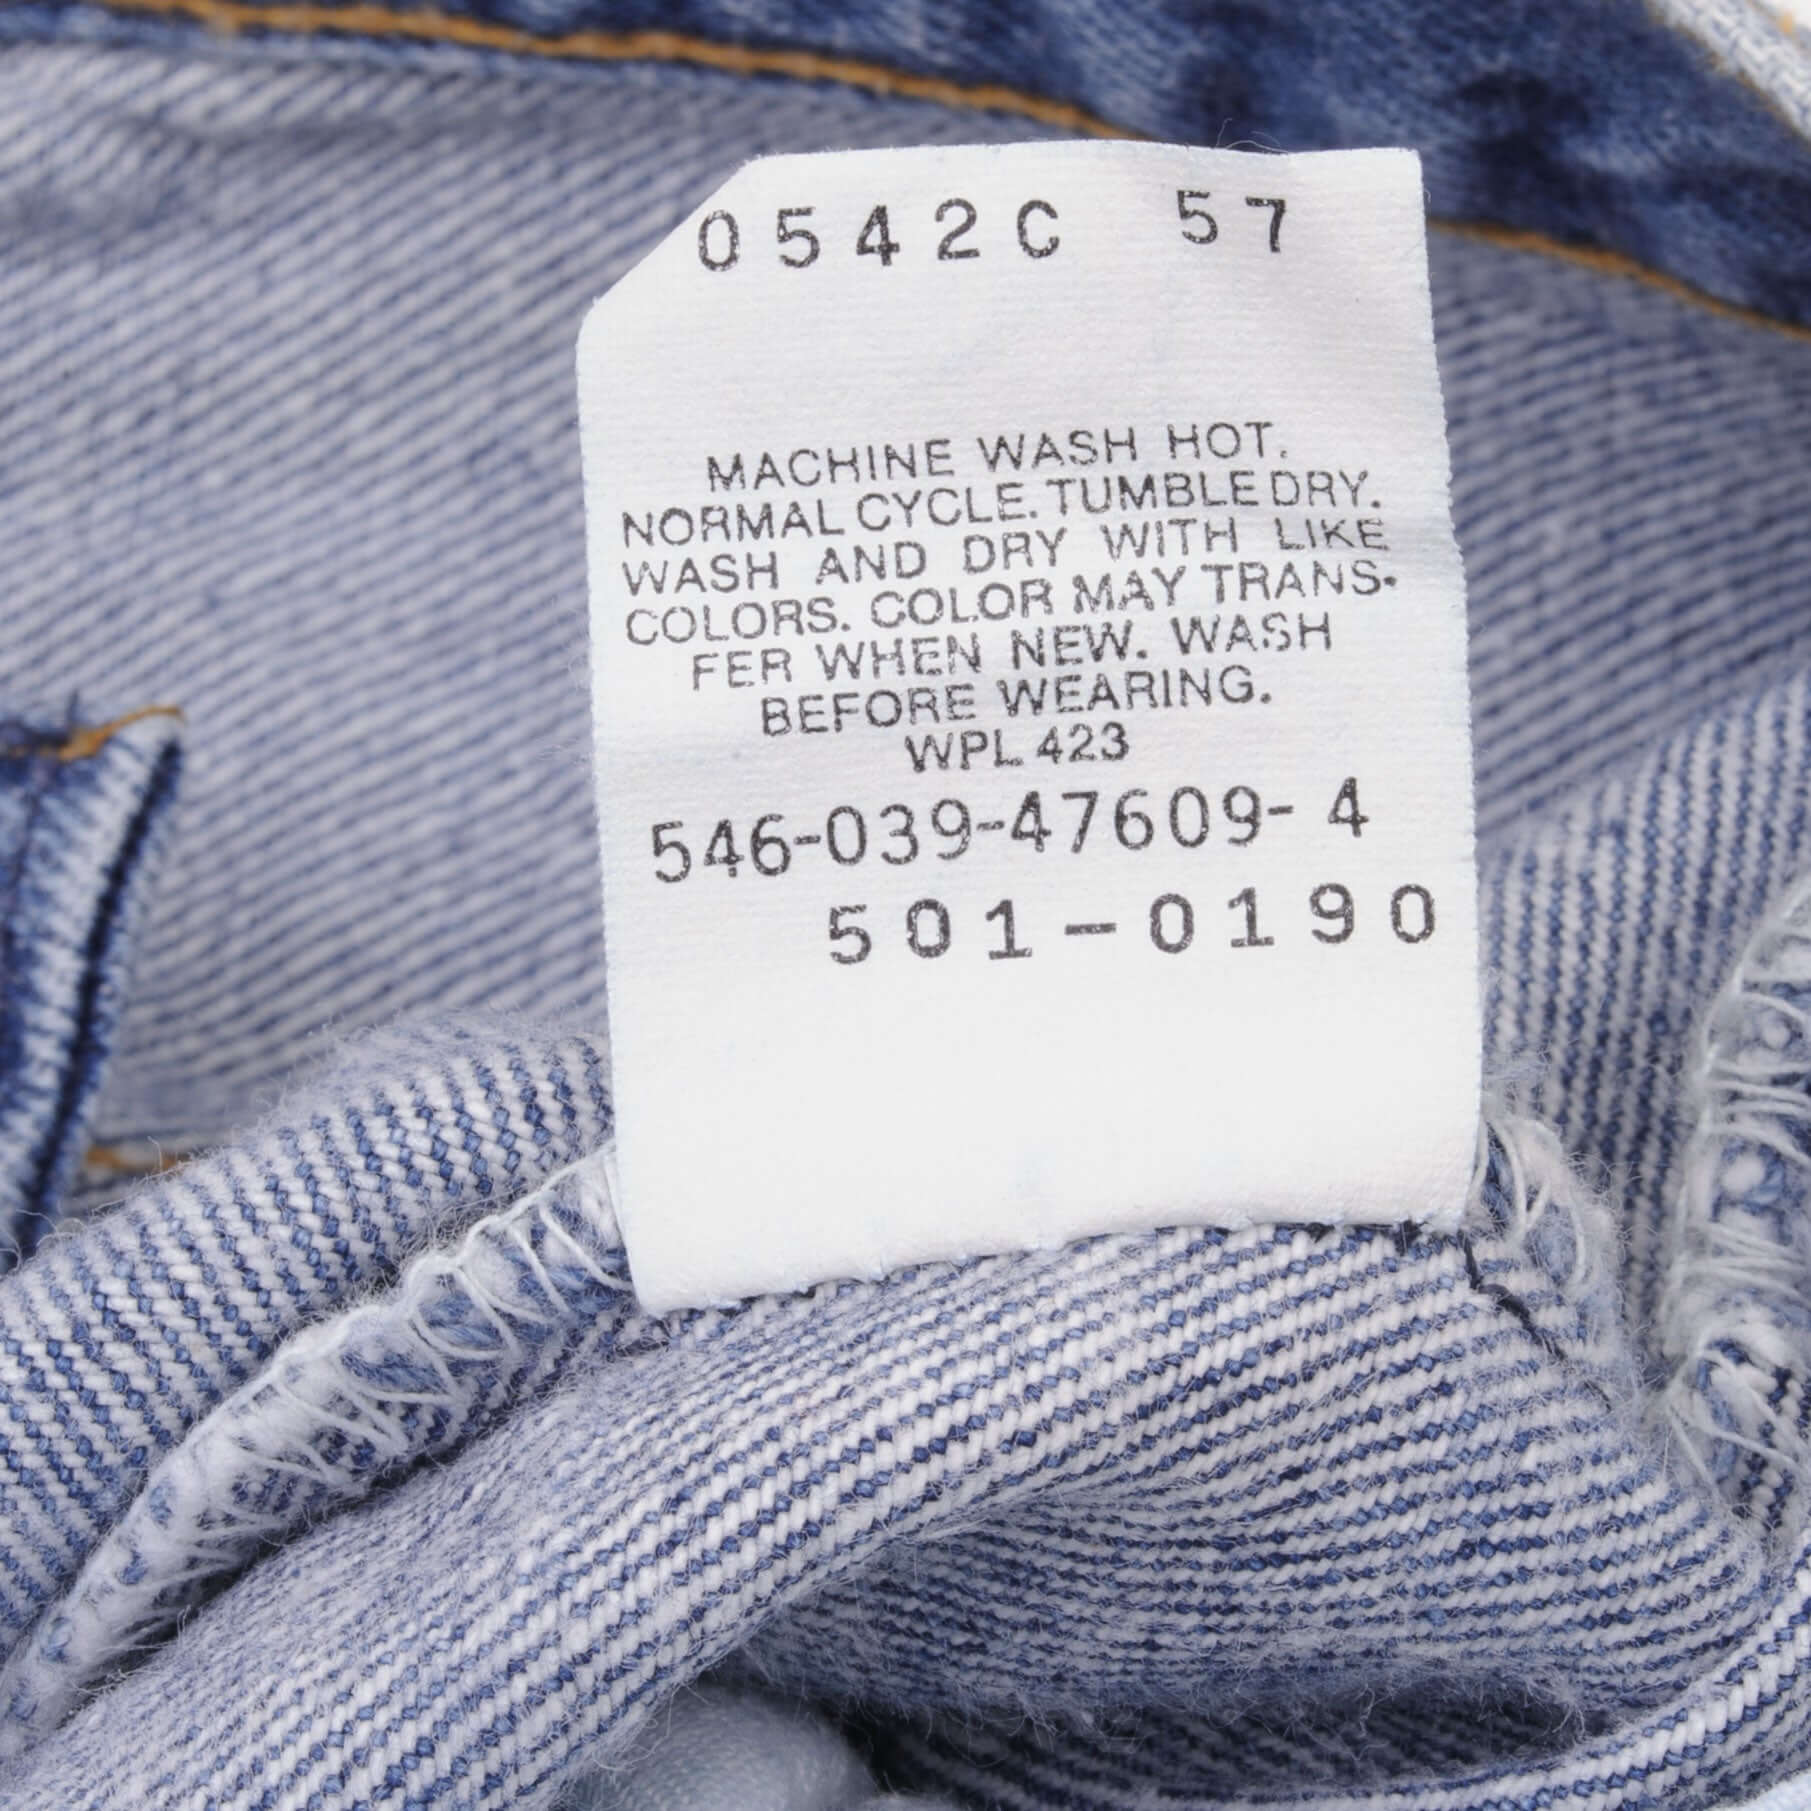 0542C 57
MACHINE WASH HOT.
NORMAL CYCLE. TUMBLE DRY.
WASH AND DRY WITH LIKE
COLORS. COLOR MAY TRANS-
FER WHEN NEW. WASH
BEFORE WEARING.
WPL 423
546-039-47609-4
501-0190